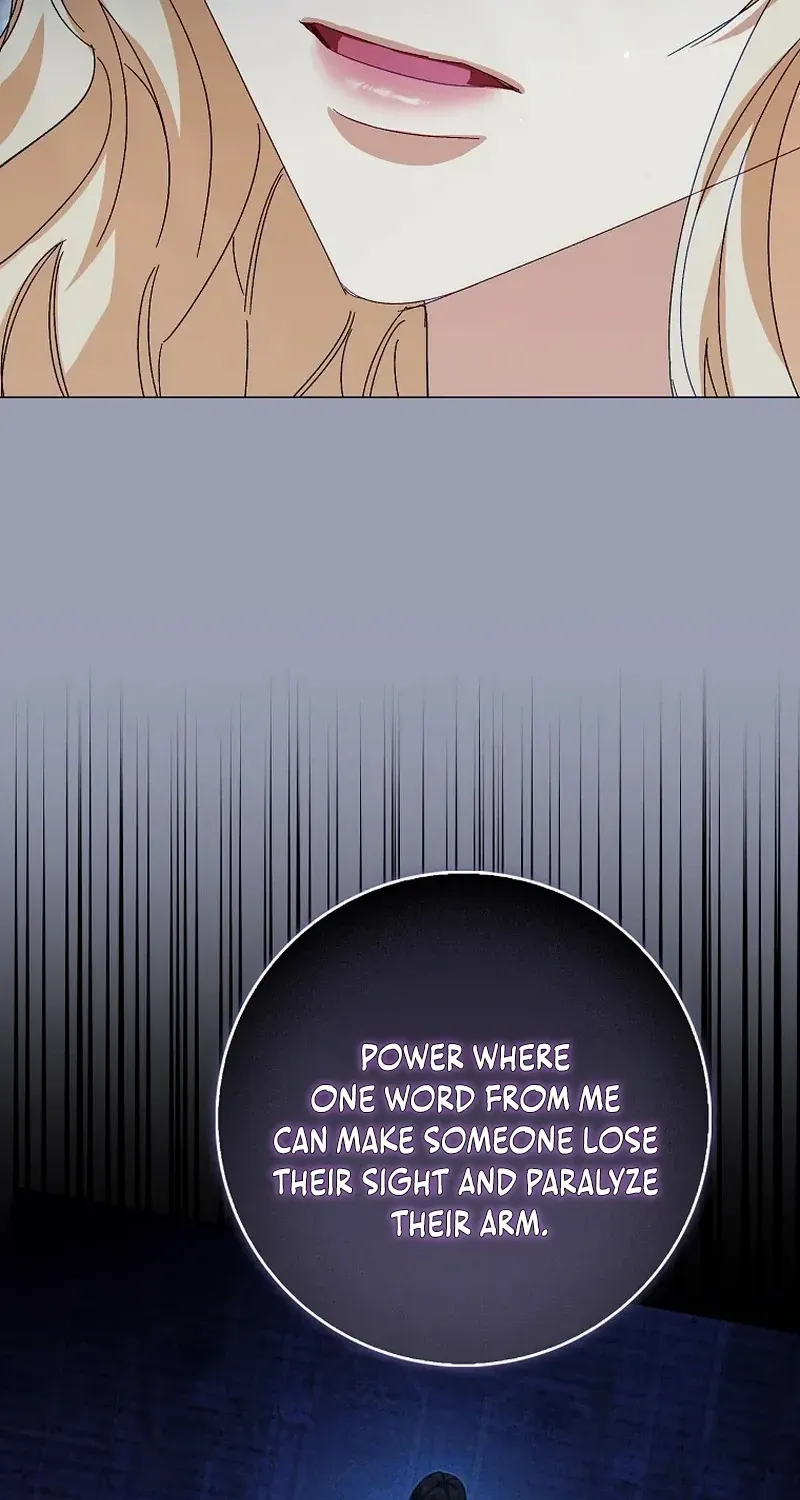 POWER WHERE
ONE WORD FROM ME
CAN MAKE SOMEONE LOSE
THEIR SIGHT AND PARALYZE
THEIR ARM.